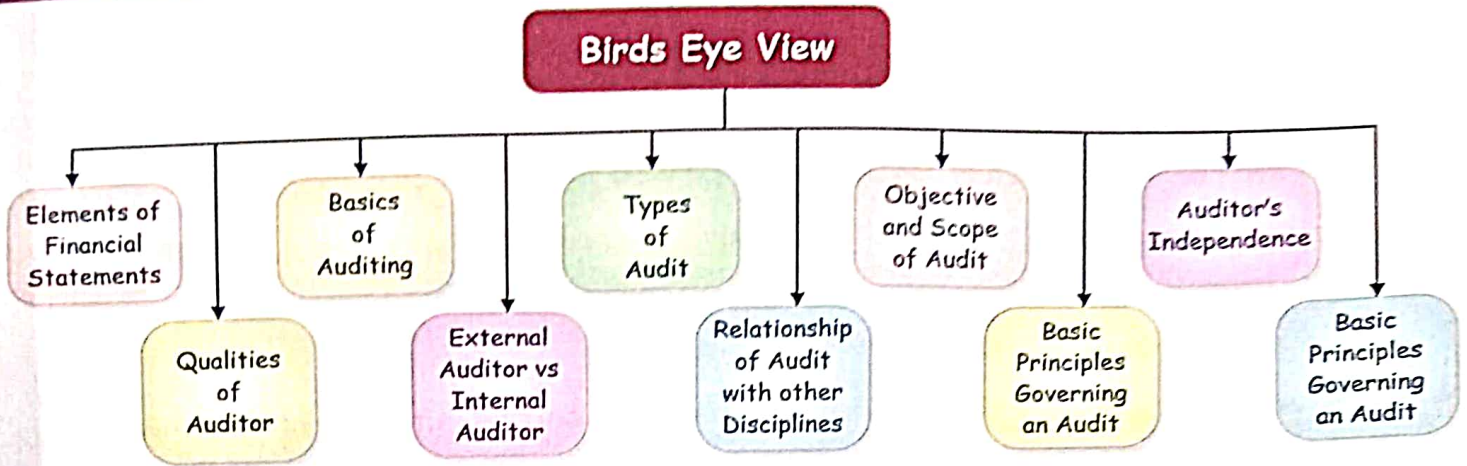 Birds Eye View
Elements of
Financial
Statements
Qualities
of
Auditor
Basics
of
Auditing
External
Auditor vs
Internal
Auditor
Types
of
Audit
Relationship
of Audit
with other
Disciplines
Objective
and Scope
of Audit
Basic
Principles
Governing
an Audit
Auditor's
Independence
Basic
Principles
Governing
an Audit